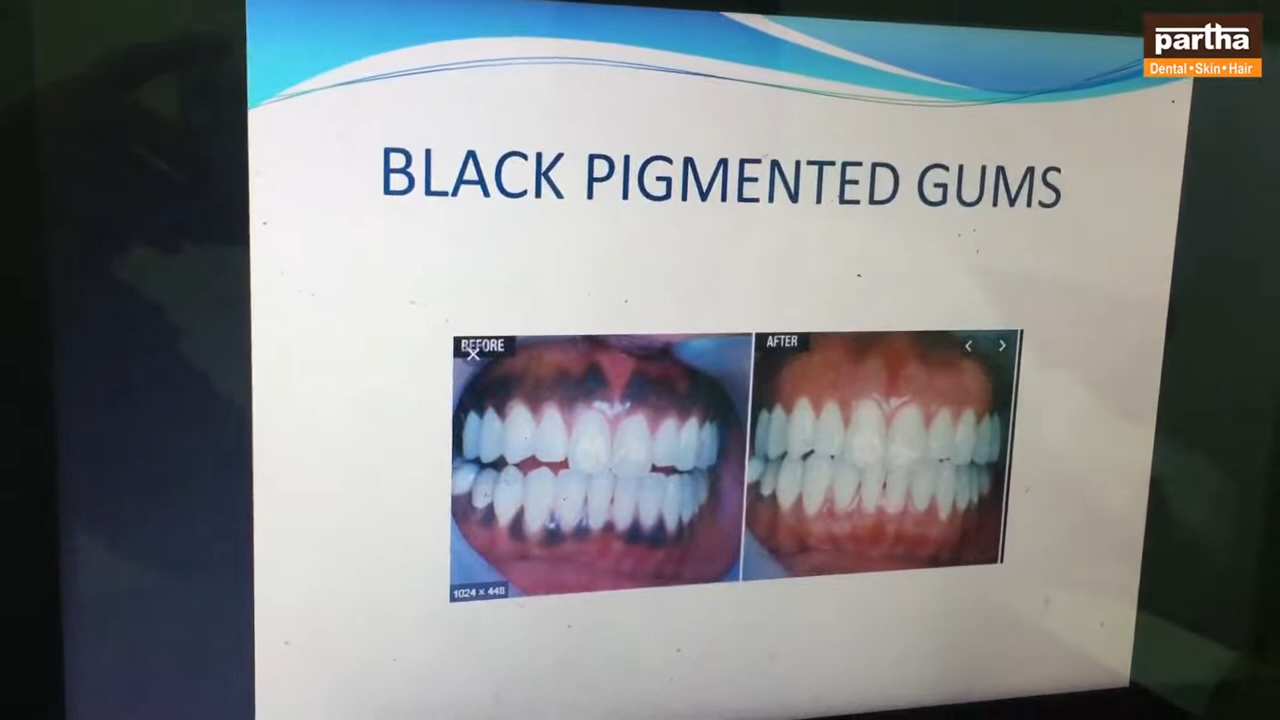 partha
Dental • Skin • Hair
BLACK PIGMENTED GUMS
BEFORE
AFTER
1024 × 448